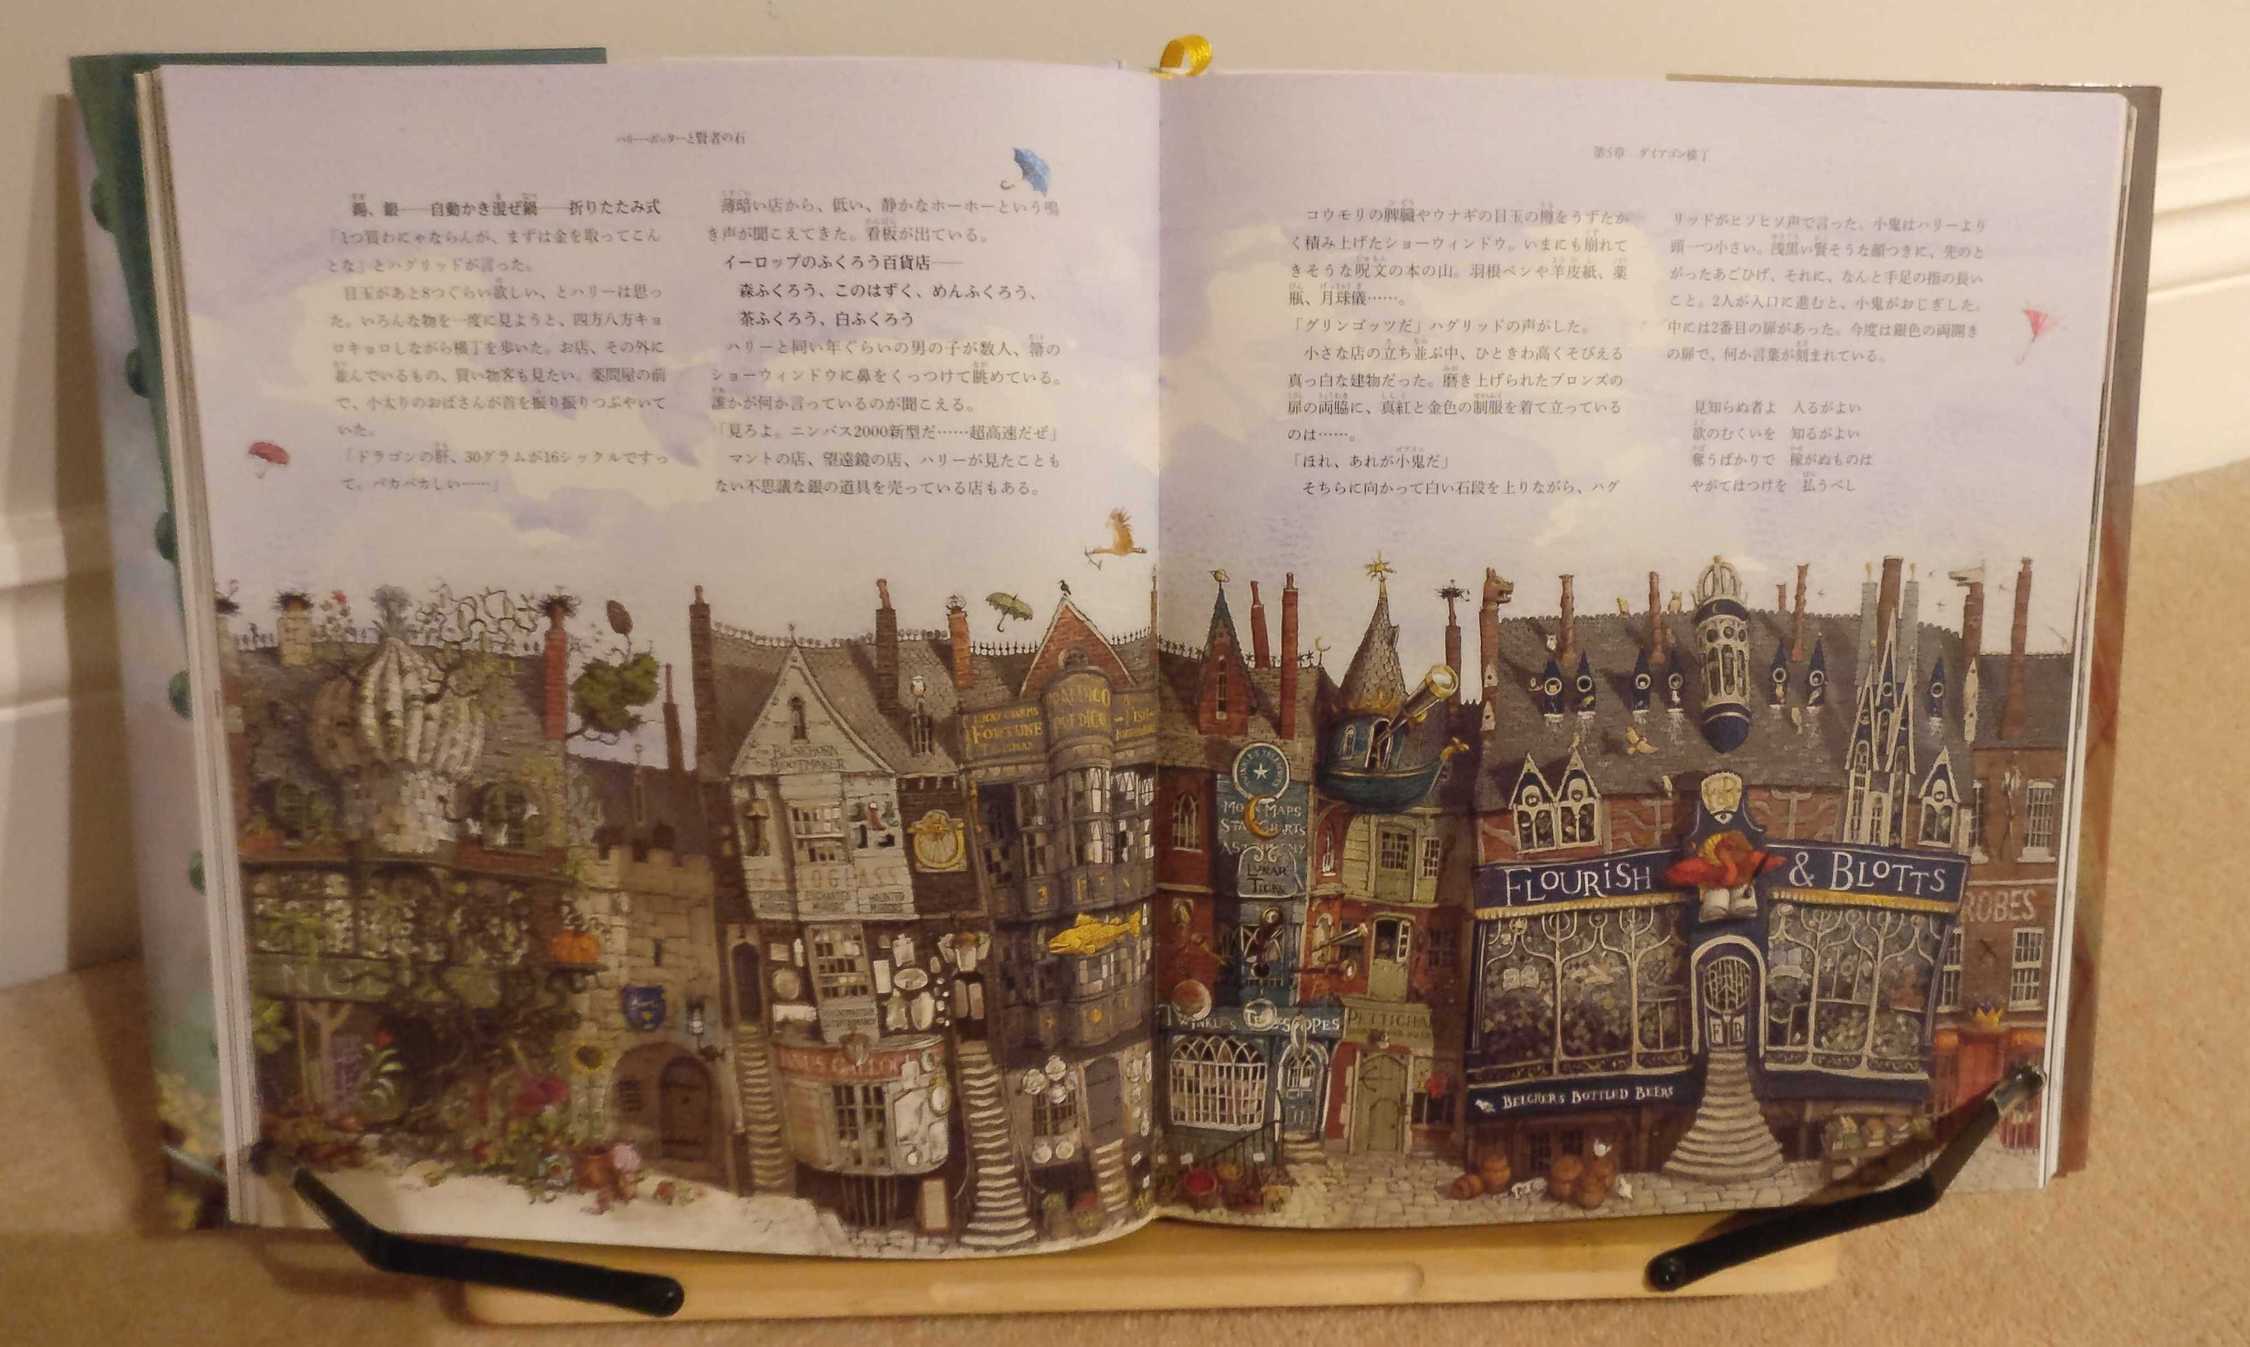 ハリー・ポッターと賢者の石
錫、銀――自動かき混ぜ鍋――折りたたみ式
「1つ買わにゃならんが、まずは金を取ってこん
とな」とハグリッドが言った。
目玉があと8つぐらい欲しい、とハリーは思っ
た。いろんな物を一度に見ようと、四方八方キョ
ロキョロしながら横丁を歩いた。お店、その外に
並んでいるもの、買い物客も見たい。薬問屋の前
で、小太りのおばさんが首を振り振りつぶやいて
いた。
「ドラゴンの肝、30グラムが16シックルですっ
て。バカバカしい……」
薄暗い店から、低い、静かなホーホーという鳴
き声が聞こえてきた。看板が出ている。
イーロップのふくろう百貨店――
森ふくろう、このはずく、めんふくろう、
茶ふくろう、白ふくろう
ハリーと同い年ぐらいの男の子が数人、箒の
ショーウィンドウに鼻をくっつけて眺めている。
誰かが何か言っているのが聞こえる。
「見ろよ。ニンバス2000新型だ……超高速だぜ」
マントの店、望遠鏡の店、ハリーが見たことも
ない不思議な銀の道具を売っている店もある。
第5章 ダイアゴン横丁
コウモリの脾臓やウナギの目玉の樽をうずたか
く積み上げたショーウィンドウ。いまにも崩れて
きそうな呪文の本の山。羽根ペンや羊皮紙、薬
瓶、月球儀……。
「グリンゴッツだ」ハグリッドの声がした。
小さな店の立ち並ぶ中、ひときわ高くそびえる
真っ白な建物だった。磨き上げられたブロンズの
扉の両脇に、真紅と金色の制服を着て立っている
のは……。
「ほれ、あれが小鬼だ」
そちらに向かって白い石段を上りながら、ハグ
リッドがヒソヒソ声で言った。小鬼はハリーより
頭一つ小さい。浅黒い賢そうな顔つきに、先のと
がったあごひげ、それに、なんと手足の指の長い
こと。2人が入口に進むと、小鬼がおじぎした。
中には2番目の扉があった。今度は銀色の両開き
の扉で、何か言葉が刻まれている。
見知らぬ者よ 入るがよい
欲のむくいを 知るがよい
奪うばかりで 稼がぬものは
やがてはつけを 払うべし
BOOTMAKER
FORTUNE
ENCHANTED MIRRORS
HAUNTED MIRRORS
MAPS
STAR CHARTS
LUNAR
FLOURISH & BLOTTS
ROBES
F B
BELCHERS BOTTLED BEERS